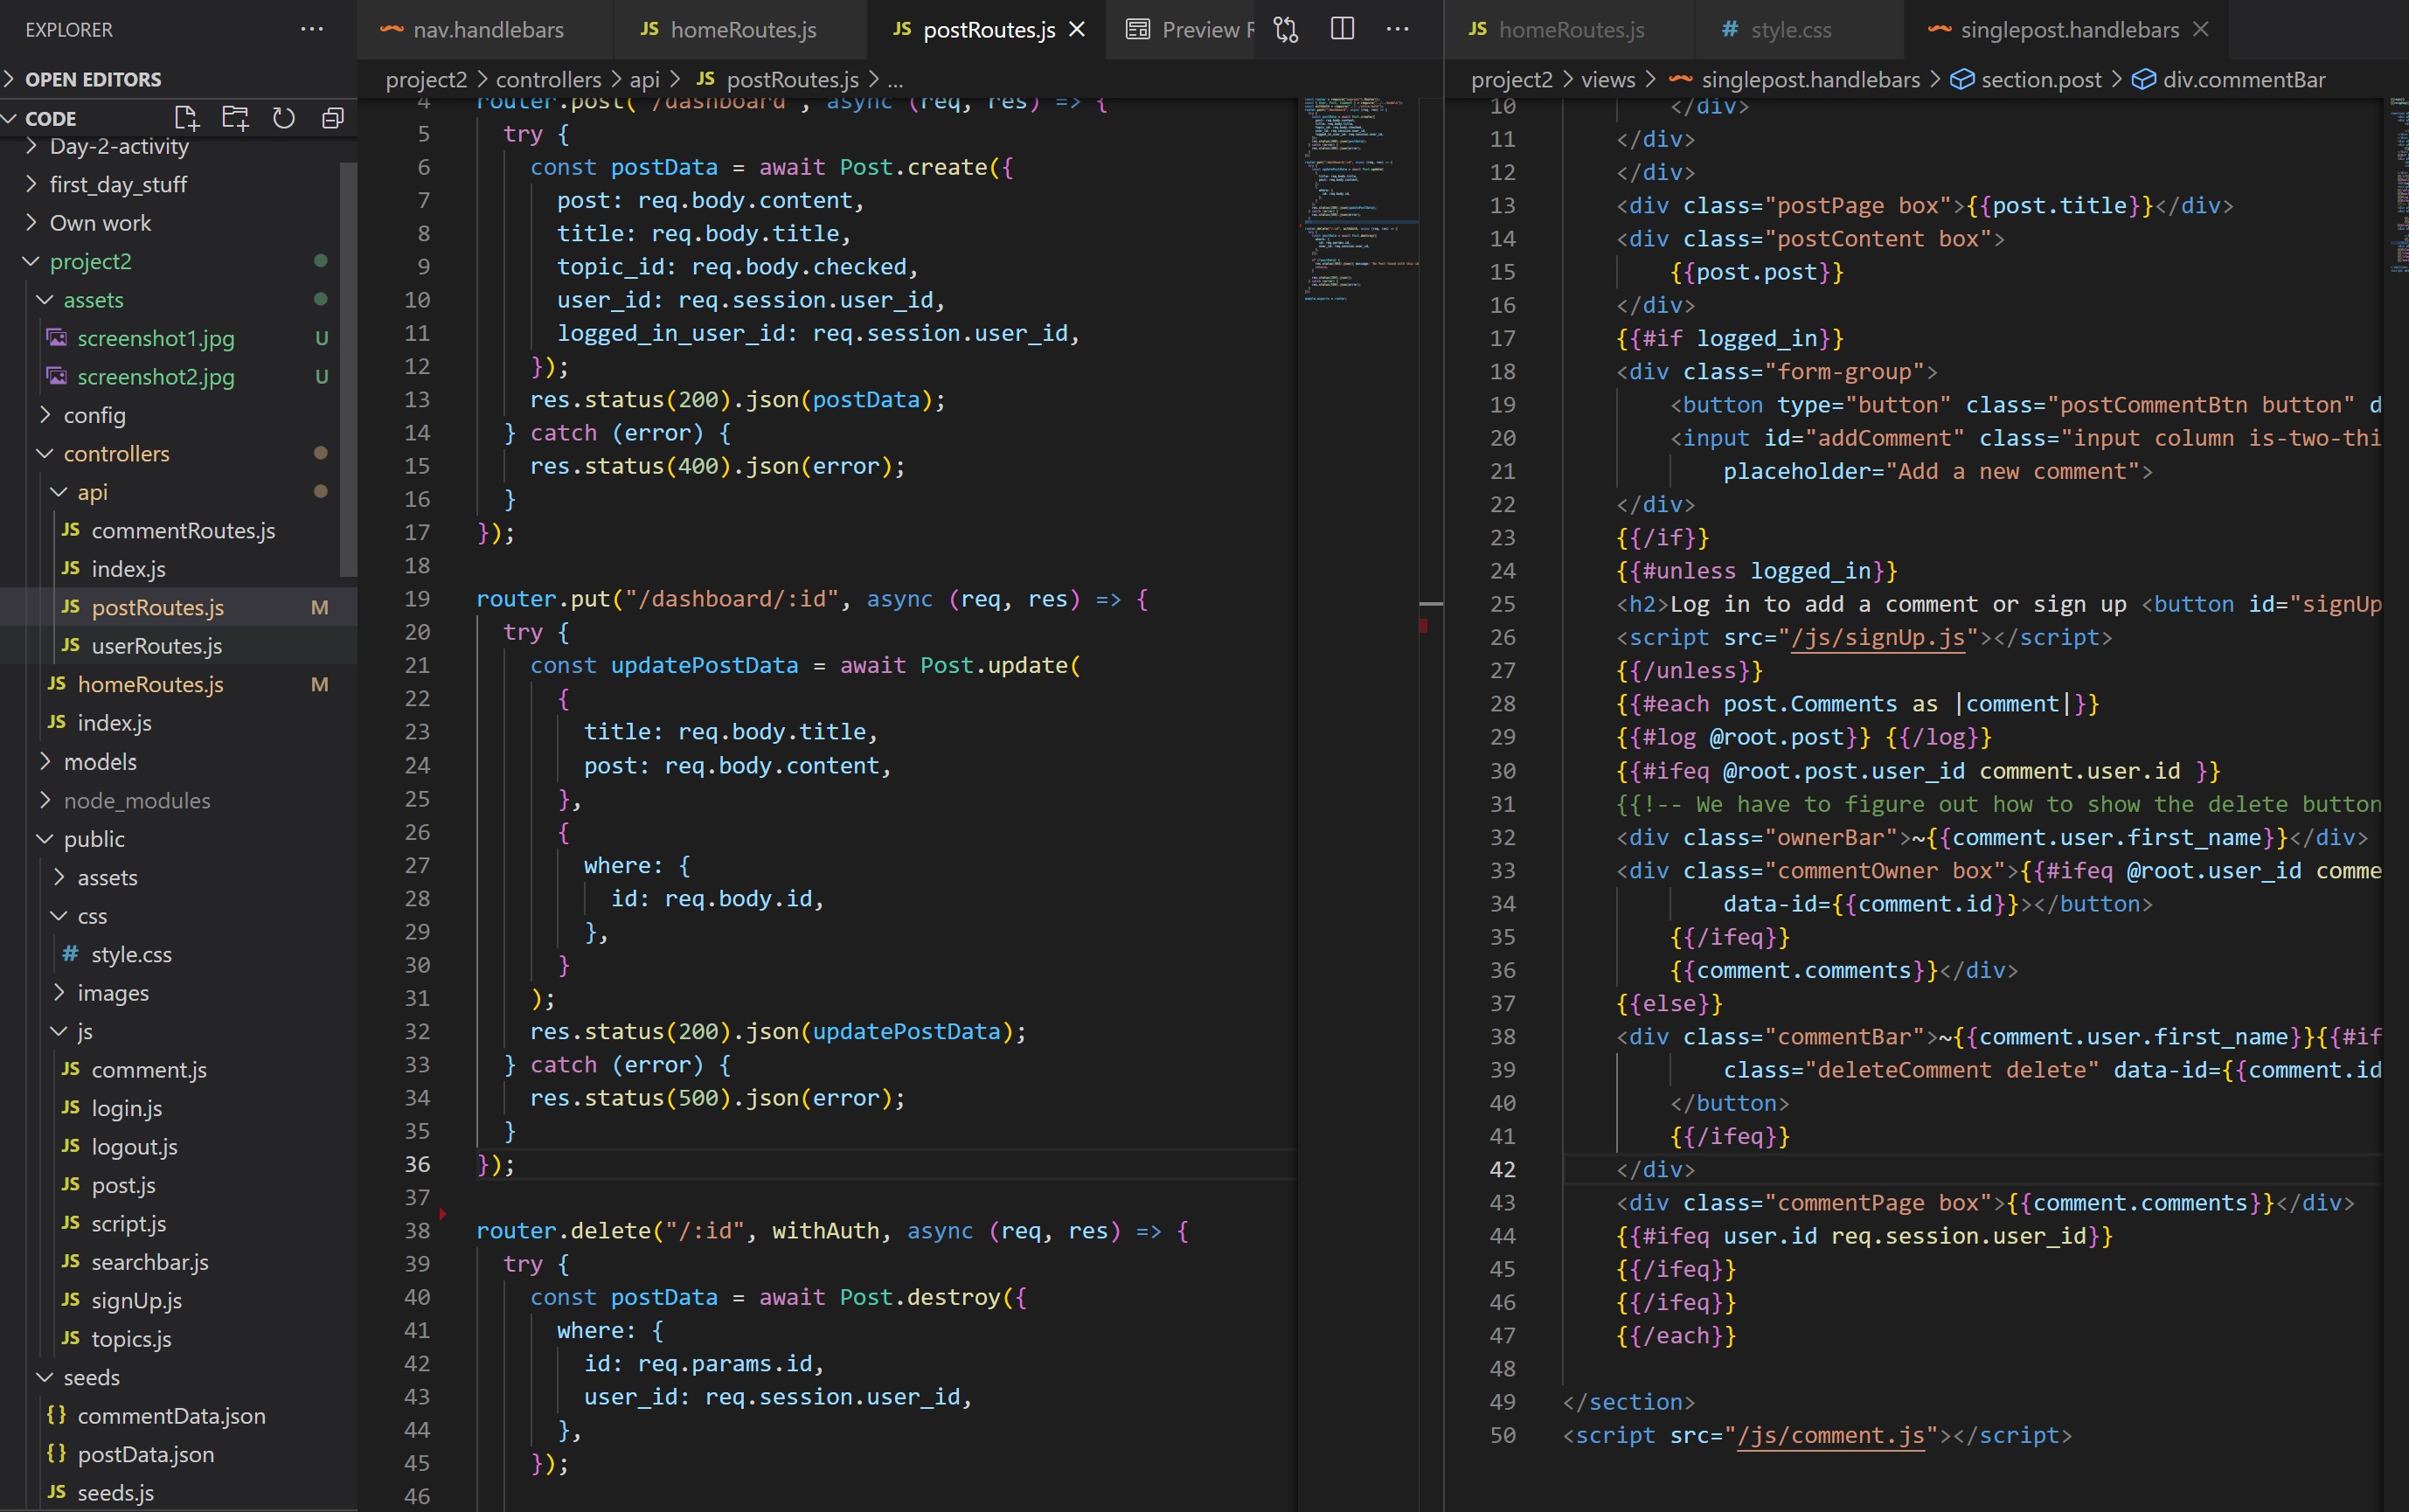 EXPLORER
OPEN EDITORS
CODE
Day-2-activity
first_day_stuff
Own work
project2
assets
screenshot1.jpg U
screenshot2.jpg U
config
controllers
api
JS commentRoutes.js
JS index.js
JS postRoutes.js M
JS userRoutes.js
JS homeRoutes.js M
JS index.js
models
node_modules
public
assets
css
# style.css
images
js
JS comment.js
JS login.js
JS logout.js
JS post.js
JS script.js
JS searchbar.js
JS signUp.js
JS topics.js
seeds
{} commentData.json
{} postData.json
JS seeds.js
nav.handlebars JS homeRoutes.js JS postRoutes.js Preview
project2 > controllers > api > JS postRoutes.js > ...
4 router.post("/dashboard", async (req, res) => {
5 try {
6 const postData = await Post.create({
7 post: req.body.content,
8 title: req.body.title,
9 topic_id: req.body.checked,
10 user_id: req.session.user_id,
11 logged_in_user_id: req.session.user_id,
12 });
13 res.status(200).json(postData);
14 } catch (error) {
15 res.status(400).json(error);
16 }
17 });
18
19 router.put("/dashboard/:id", async (req, res) => {
20 try {
21 const updatePostData = await Post.update(
22 {
23 title: req.body.title,
24 post: req.body.content,
25 },
26 {
27 where: {
28 id: req.body.id,
29 },
30 }
31 );
32 res.status(200).json(updatePostData);
33 } catch (error) {
34 res.status(500).json(error);
35 }
36 });
37
38 router.delete("/:id", withAuth, async (req, res) => {
39 try {
40 const postData = await Post.destroy({
41 where: {
42 id: req.params.id,
43 user_id: req.session.user_id,
44 },
45 });
46
JS homeRoutes.js # style.css singlepost.handlebars
project2 > views > singlepost.handlebars > section.post > div.commentBar
10 </div>
11 </div>
12 </div>
13 <div class="postPage box">{{post.title}}</div>
14 <div class="postContent box">
15 {{post.post}}
16 </div>
17 {{#if logged_in}}
18 <div class="form-group">
19 <button type="button" class="postCommentBtn button" d
20 <input id="addComment" class="input column is-two-thi
21 placeholder="Add a new comment">
22 </div>
23 {{/if}}
24 {{#unless logged_in}}
25 <h2>Log in to add a comment or sign up <button id="signUp
26 <script src="/js/signUp.js"></script>
27 {{/unless}}
28 {{#each post.Comments as |comment|}}
29 {{#log @root.post}} {{/log}}
30 {{#ifeq @root.post.user_id comment.user.id }}
31 {{!-- We have to figure out how to show the delete button
32 <div class="ownerBar">~{{comment.user.first_name}}</div>
33 <div class="commentOwner box">{{#ifeq @root.user_id comme
34 data-id={{comment.id}}></button>
35 {{/ifeq}}
36 {{comment.comments}}</div>
37 {{else}}
38 <div class="commentBar">~{{comment.user.first_name}}{{#if
39 class="deleteComment delete" data-id={{comment.id
40 </button>
41 {{/ifeq}}
42 </div>
43 <div class="commentPage box">{{comment.comments}}</div>
44 {{#ifeq user.id req.session.user_id}}
45 {{/ifeq}}
46 {{/ifeq}}
47 {{/each}}
48
49 </section>
50 <script src="/js/comment.js"></script>